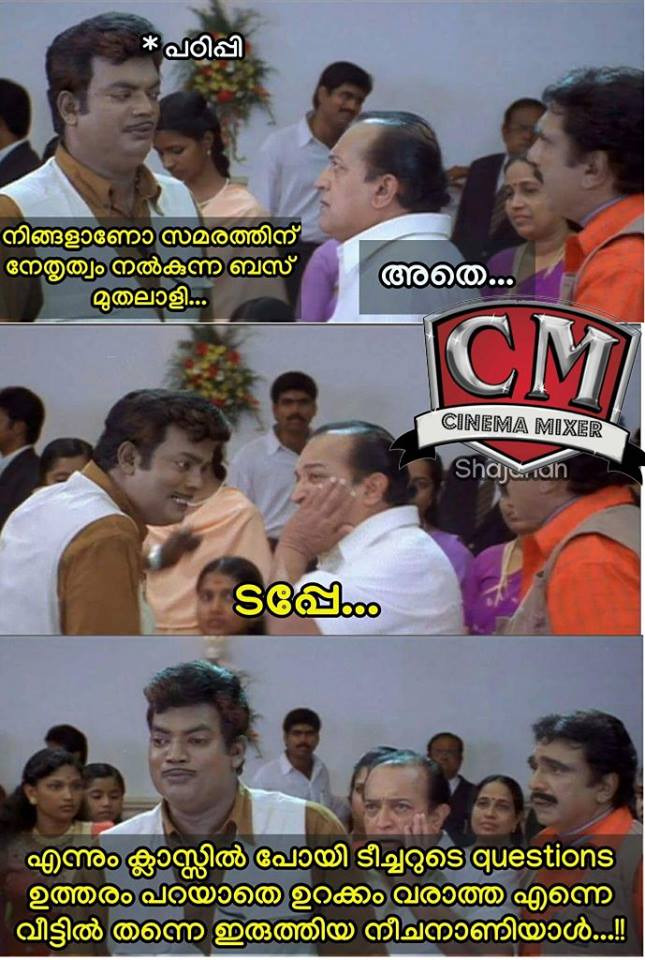 * പഠിപ്പി
നിങ്ങളാണോ സമരത്തിന്
നേതൃത്വം നൽകുന്ന ബസ്
മുതലാളി...
അതെ...
CM
CINEMA MIXER
Shajahan
ടപ്പേ...
എന്നും ക്ലാസ്സിൽ പോയി ടീച്ചറുടെ questions
ഉത്തരം പറയാതെ ഉറക്കം വരാത്ത എന്നെ
വീട്ടിൽ തന്നെ ഇരുത്തിയ നീചനാണിയാൾ...!!